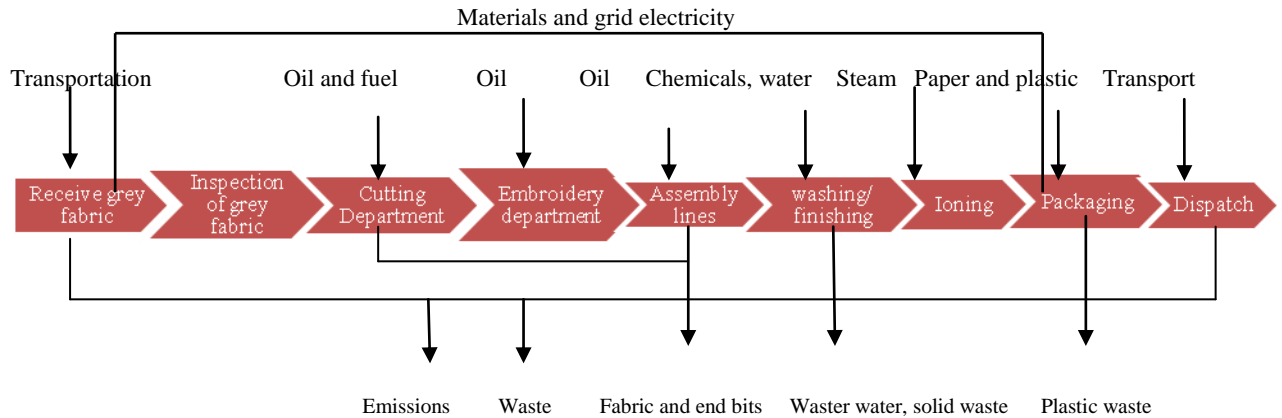 Materials and grid electricity
Transportation Oil and fuel Oil Oil Chemicals, water Steam Paper and plastic Transport
Receive grey
fabric
Inspection
of grey
fabric
Cutting
Department
Embroidery
department
Assembly
lines
washing/
finishing
Ioning
Packaging
Dispatch
Emissions Waste Fabric and end bits Waster water, solid waste Plastic waste